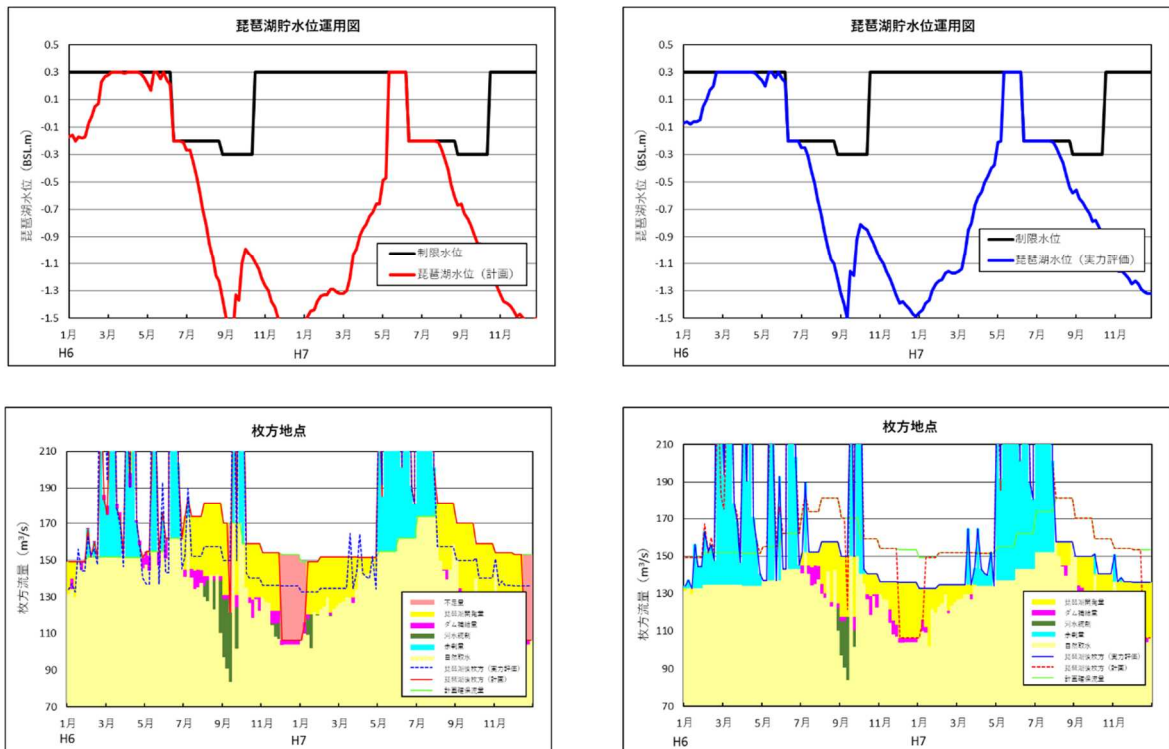 琵琶湖貯水位運用図
琵琶湖水位（BSL.m）
0.5
0.3
0.1
-0.1
-0.3
-0.5
-0.7
-0.9
-1.1
-1.3
-1.5
制限水位
琵琶湖水位（計画）
1月 3月 5月 7月 9月 11月 1月 3月 5月 7月 9月 11月
H6 H7
琵琶湖貯水位運用図
琵琶湖水位（BSL.m）
0.5
0.3
0.1
-0.1
-0.3
-0.5
-0.7
-0.9
-1.1
-1.3
-1.5
制限水位
琵琶湖水位（実力評価）
1月 3月 5月 7月 9月 11月 1月 3月 5月 7月 9月 11月
H6 H7
枚方地点
枚方流量（m³/s）
210
190
170
150
130
110
90
70
不足量
琵琶湖開発量
ダム補給量
河水統制
余剰量
自然取水
琵琶湖後枚方（実力評価）
琵琶湖後枚方（計画）
計画確保流量
1月 3月 5月 7月 9月 11月 1月 3月 5月 7月 9月 11月
H6 H7
枚方地点
枚方流量（m³/s）
210
190
170
150
130
110
90
70
琵琶湖開発量
ダム補給量
河水統制
余剰量
自然取水
琵琶湖後枚方（実力評価）
琵琶湖後枚方（計画）
計画確保流量
1月 3月 5月 7月 9月 11月 1月 3月 5月 7月 9月 11月
H6 H7